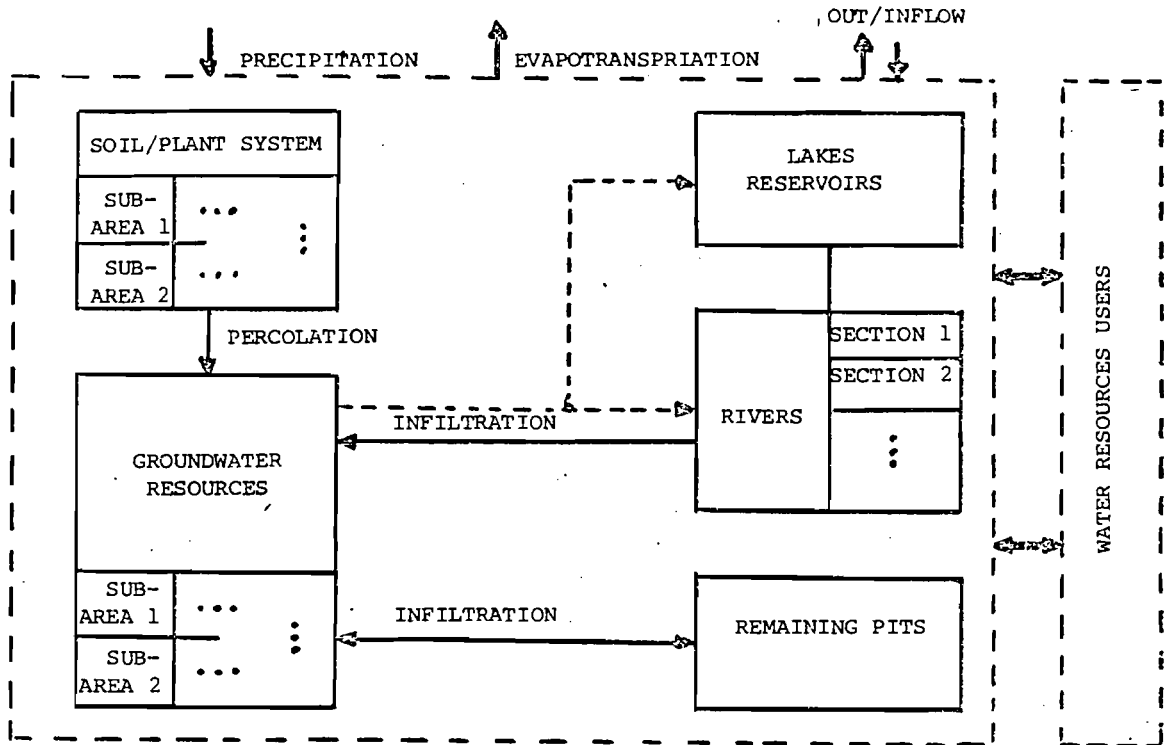 OUT/INFLOW
PRECIPITATION
EVAPOTRANSPRIATION
SOIL/PLANT SYSTEM
SUB-
AREA 1
SUB-
AREA 2
LAKES
RESERVOIRS
PERCOLATION
SECTION 1
SECTION 2
RIVERS
INFILTRATION
GROUNDWATER
RESOURCES
SUB-
AREA 1
SUB-
AREA 2
INFILTRATION
REMAINING PITS
WATER RESOURCES USERS